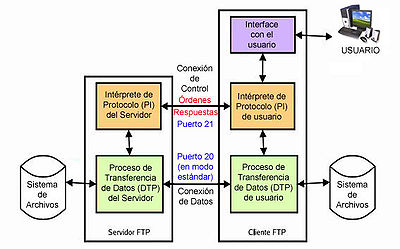 Interface
con el
usuario
USUARIO
Conexión
de
Control
Órdenes
Respuestas
Puerto 21
Intérprete de
Protocolo (PI)
del Servidor
Intérprete de
Protocolo (PI)
de usuario
Puerto 20
(en modo
estándar)
Conexión
de Datos
Proceso de
Transferencia
de Datos (DTP)
del Servidor
Proceso de
Transferencia
de Datos (DTP) de
usuario
Sistema
de
Archivos
Sistema
de
Archivos
Servidor FTP
Cliente FTP